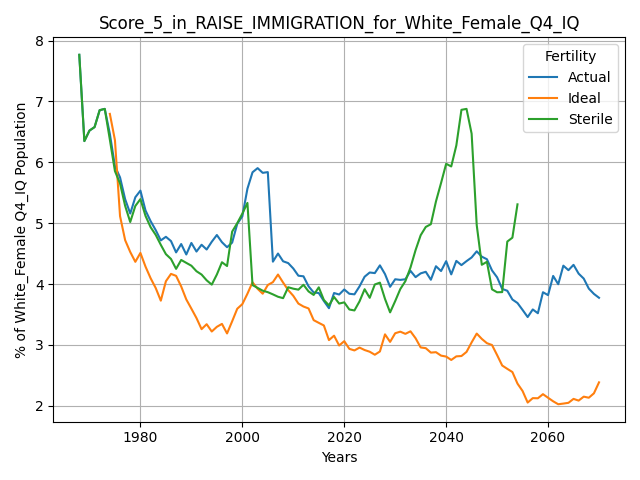 Score_5_in_RAISE_IMMIGRATION_for_White_Female_Q4_IQ
% of White_Female Q4_IQ Population
8
7
6
5
4
3
2
Fertility
Actual
Ideal
Sterile
1980
2000
2020
2040
2060
Years